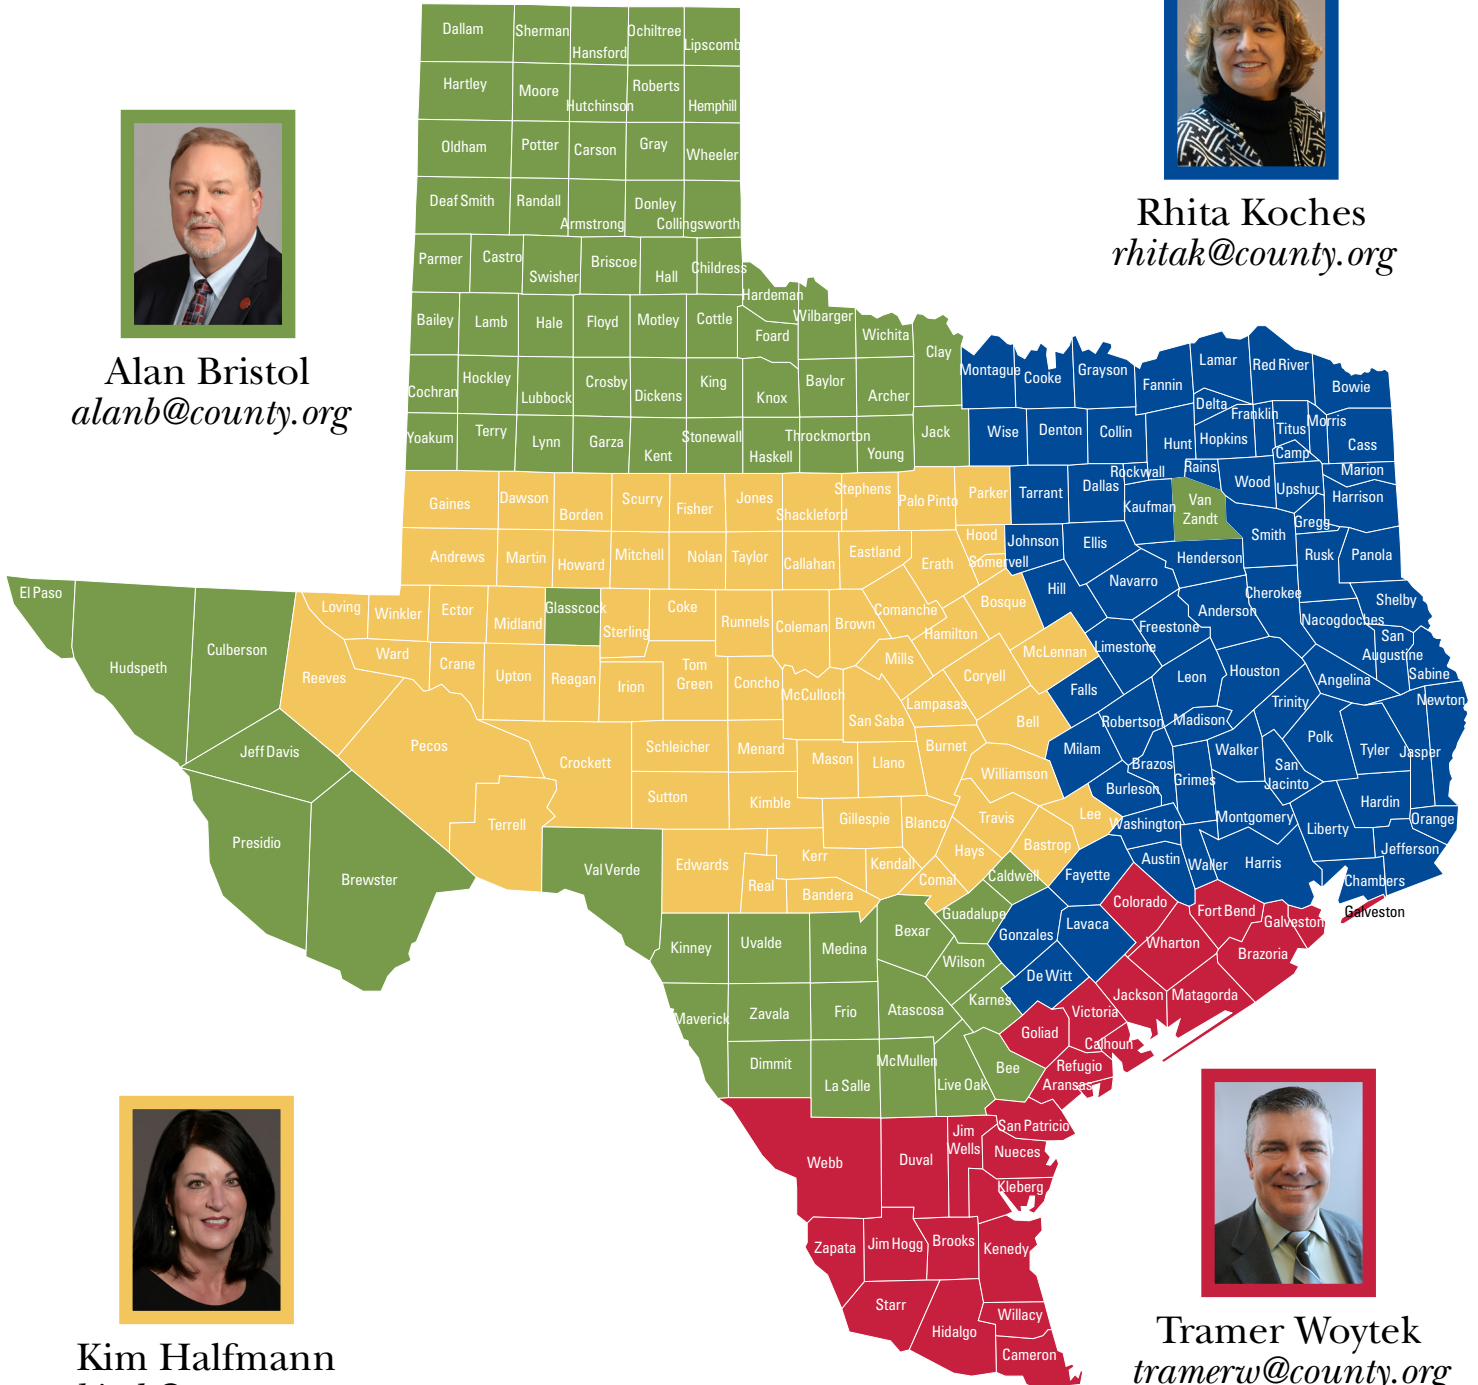 Dallam
Sherman
Hansford
Ochiltree
Lipscomb
Hartley
Moore
Hutchinson
Roberts
Hemphill
Oldham
Potter
Carson
Gray
Wheeler
Deaf Smith
Randall
Armstrong
Donley
Collingsworth
Rhita Koches
rhitak@county.org
Parmer
Castro
Swisher
Briscoe
Hall
Childress
Hardeman
Bailey
Lamb
Hale
Floyd
Motley
Cottle
Foard
Wilbarger
Wichita
Clay
Alan Bristol
alanb@county.org
Cochran
Hockley
Lubbock
Crosby
Dickens
King
Knox
Baylor
Archer
Montague
Cooke
Grayson
Fannin
Lamar
Red River
Bowie
Yoakum
Terry
Lynn
Garza
Kent
Stonewall
Haskell
Throckmorton
Young
Jack
Wise
Denton
Collin
Hunt
Delta
Hopkins
Franklin
Titus
Morris
Camp
Cass
Marion
Gaines
Dawson
Borden
Scurry
Fisher
Jones
Shackleford
Stephens
Palo Pinto
Parker
Tarrant
Dallas
Rockwall
Kaufman
Rains
Van
Zandt
Wood
Upshur
Gregg
Harrison
Andrews
Martin
Howard
Mitchell
Nolan
Taylor
Callahan
Eastland
Erath
Hood
Somervell
Johnson
Ellis
Henderson
Smith
Rusk
Panola
El Paso
Hudspeth
Culberson
Loving
Winkler
Ector
Midland
Glasscock
Sterling
Coke
Runnels
Coleman
Brown
Comanche
Hamilton
Bosque
Hill
Navarro
Anderson
Cherokee
Nacogdoches
Shelby
Reeves
Ward
Crane
Upton
Reagan
Irion
Tom
Green
Concho
McCulloch
Mills
San Saba
Lampasas
Coryell
McLennan
Limestone
Freestone
Leon
Houston
Angelina
San
Augustine
Sabine
Jeff Davis
Pecos
Crockett
Schleicher
Menard
Mason
Llano
Burnet
Bell
Falls
Milam
Robertson
Madison
Trinity
Polk
Tyler
Jasper
Newton
Presidio
Brewster
Terrell
Sutton
Kimble
Gillespie
Blanco
Williamson
Travis
Lee
Burleson
Brazos
Grimes
Walker
San
Jacinto
Montgomery
Liberty
Hardin
Orange
Jefferson
Chambers
Val Verde
Edwards
Real
Kerr
Bandera
Kendall
Comal
Hays
Bastrop
Caldwell
Fayette
Washington
Austin
Waller
Harris
Galveston
Kinney
Uvalde
Medina
Bexar
Guadalupe
Wilson
Gonzales
Lavaca
Colorado
Wharton
Fort Bend
Galveston
Brazoria
Maverick
Zavala
Frio
Atascosa
Karnes
De Witt
Goliad
Victoria
Jackson
Matagorda
Calhoun
Dimmit
La Salle
McMullen
Live Oak
Bee
Refugio
Aransas
San Patricio
Webb
Duval
Jim
Wells
Nueces
Kleberg
Zapata
Jim Hogg
Brooks
Kenedy
Starr
Hidalgo
Willacy
Cameron
Kim Halfmann
Tramer Woytek
tramerw@county.org